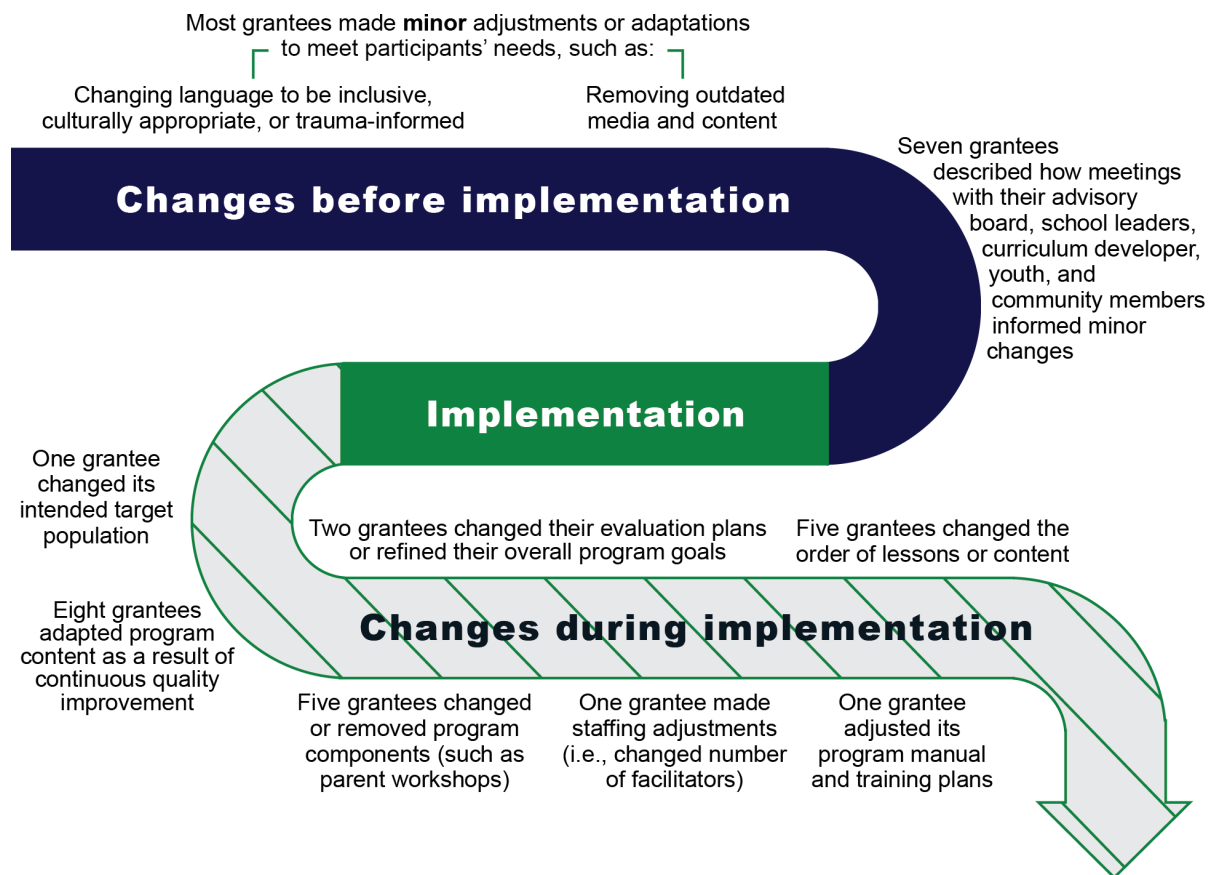 Most grantees made minor adjustments or adaptations
to meet participants’ needs, such as:
Changing language to be inclusive,
culturally appropriate, or trauma-informed
Removing outdated
media and content
Changes before implementation
Seven grantees
described how meetings
with their advisory
board, school leaders,
curriculum developer,
youth, and
community members
informed minor
changes
Implementation
One grantee
changed its
intended target
population
Eight grantees
adapted program
content as a result of
continuous quality
improvement
Two grantees changed their evaluation plans
or refined their overall program goals
Five grantees changed the
order of lessons or content
Changes during implementation
Five grantees changed
or removed program
components (such as
parent workshops)
One grantee made
staffing adjustments
(i.e., changed number
of facilitators)
One grantee
adjusted its
program manual
and training plans